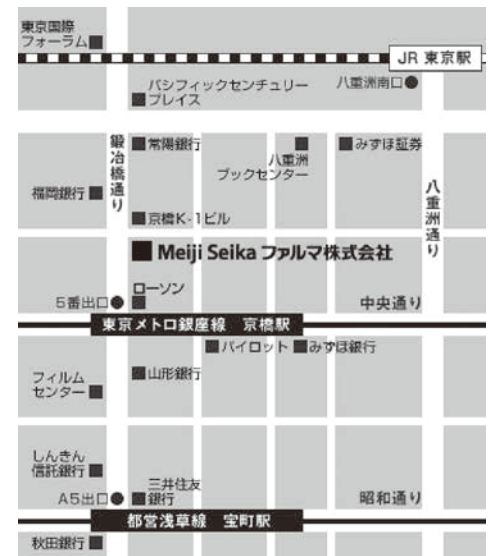 東京国際
フォーラム
JR 東京駅
パシフィックセンチュリー
プレイス
八重洲南口
鍛冶橋通り
常陽銀行
八重洲
ブックセンター
みずほ証券
福岡銀行
八重洲通り
京橋K-1ビル
Meiji Seika ファルマ株式会社
ローソン
5番出口
中央通り
東京メトロ銀座線 京橋駅
パイロット
みずほ銀行
フィルム
センター
山形銀行
しんきん
信託銀行
三井住友
銀行
A5出口
昭和通り
都営浅草線 宝町駅
秋田銀行